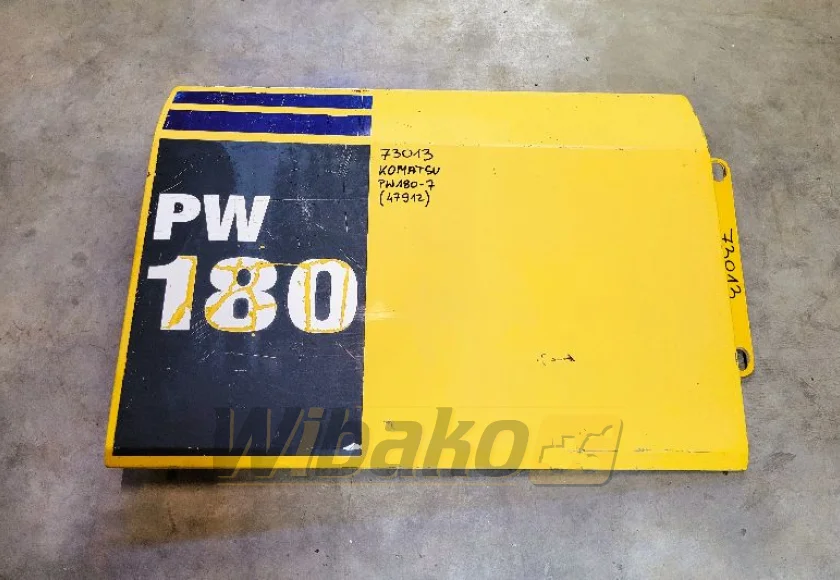 PW
180
73013
KOMATSU
PW180-7
(47912)
73013
Wibako